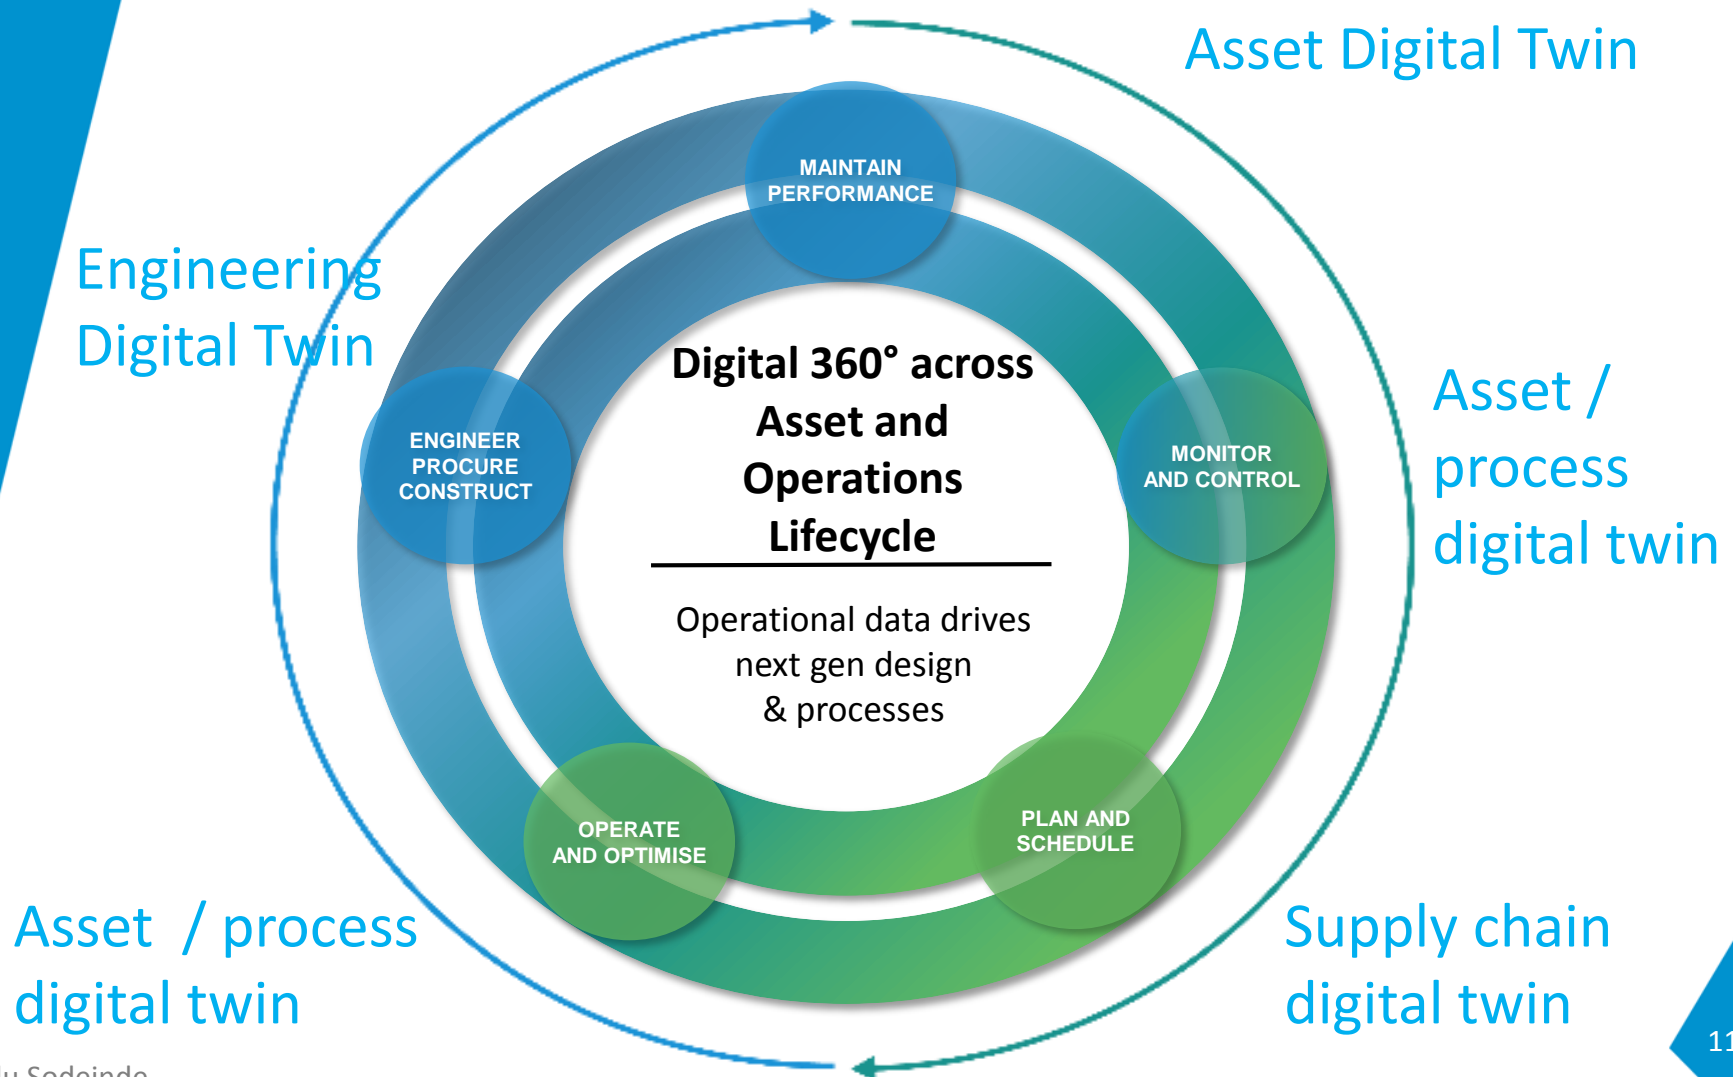 Asset Digital Twin
MAINTAIN
PERFORMANCE
Engineering
Digital Twin
Digital 360° across
Asset and
Operations
Lifecycle
Asset /
process
digital twin
ENGINEER
PROCURE
CONSTRUCT
MONITOR
AND CONTROL
Operational data drives
next gen design
& processes
OPERATE
AND OPTIMISE
PLAN AND
SCHEDULE
Asset / process
digital twin
Supply chain
digital twin
11
Sodeinde